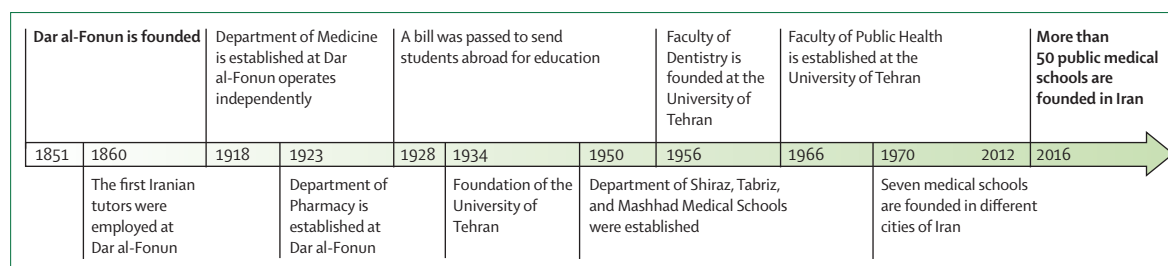 Dar al-Fonun is founded
Department of Medicine
is established at Dar
al-Fonun operates
independently
A bill was passed to send
students abroad for education
Faculty of
Dentistry is
founded at the
University of
Tehran
Faculty of Public Health
is established at the
University of Tehran
More than
50 public medical
schools are
founded in Iran
1851
1860
1918
1923
1928
1934
1950
1956
1966
1970
2012
2016
The first Iranian
tutors were
employed at
Dar al-Fonun
Department of
Pharmacy is
established at
Dar al-Fonun
Foundation of the
University of
Tehran
Department of Shiraz, Tabriz,
and Mashhad Medical Schools
were established
Seven medical schools
are founded in different
cities of Iran